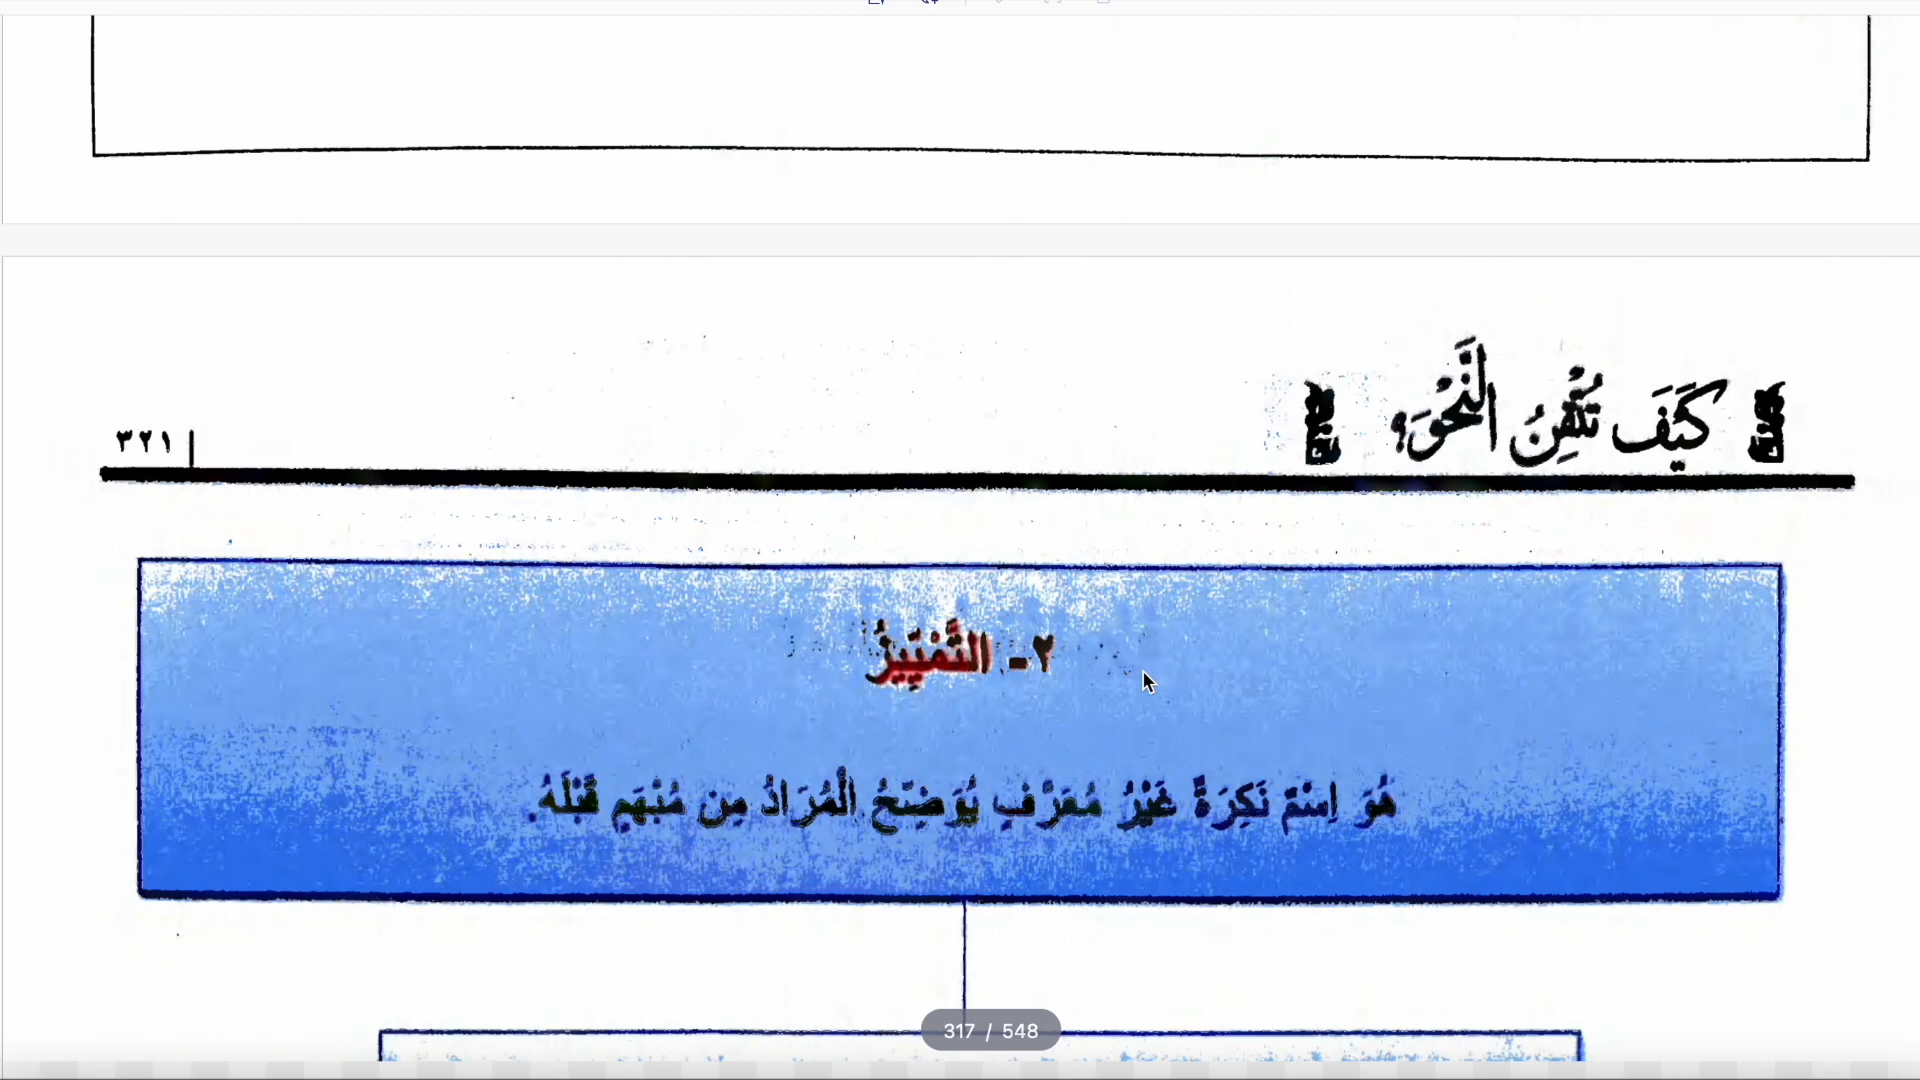 كَيْفَ تُتْقِنُ النَّحْوَ؟
٣٢١
٢- التَّمْيِيزُ
هُوَ اِسْمٌ نَكِرَةٌ غَيْرُ مُعَرَّفٍ يُوَضِّحُ الْمُرَادُ مِن مُبْهَمٍ قَبْلَهُ.
317 / 548